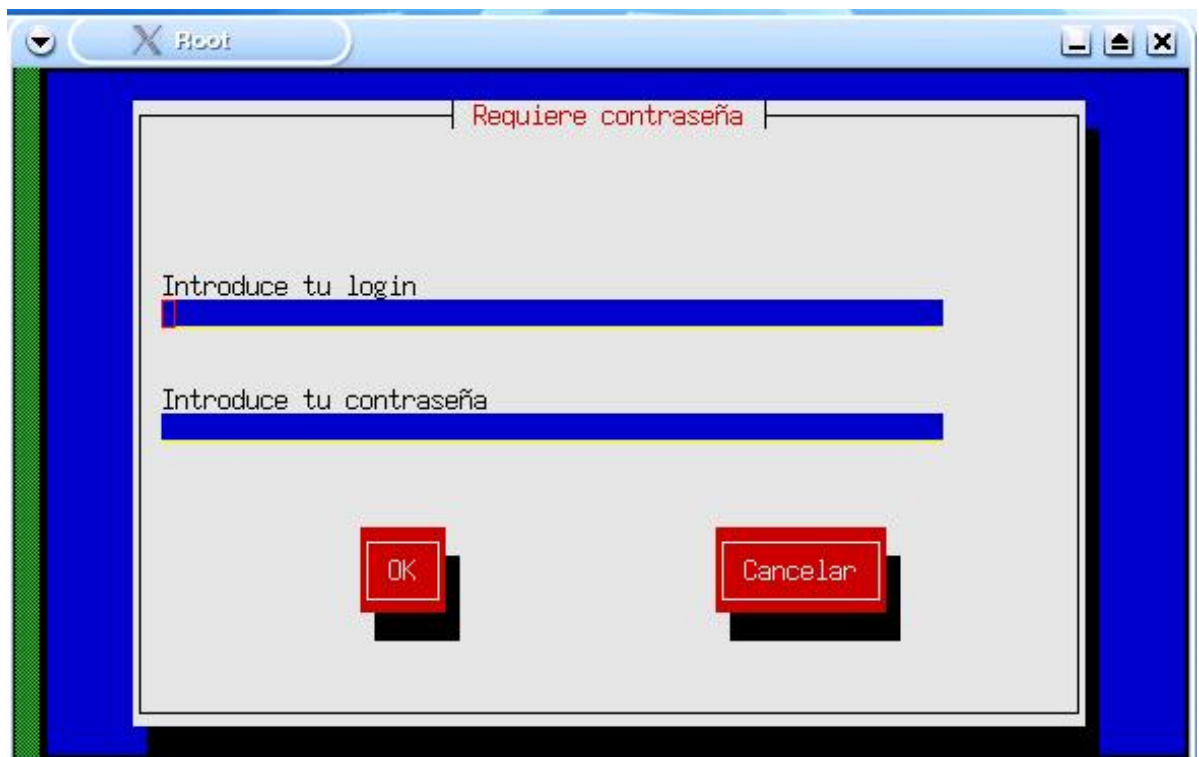 Root
Requiere contraseña
Introduce tu login
Introduce tu contraseña
OK
Cancelar